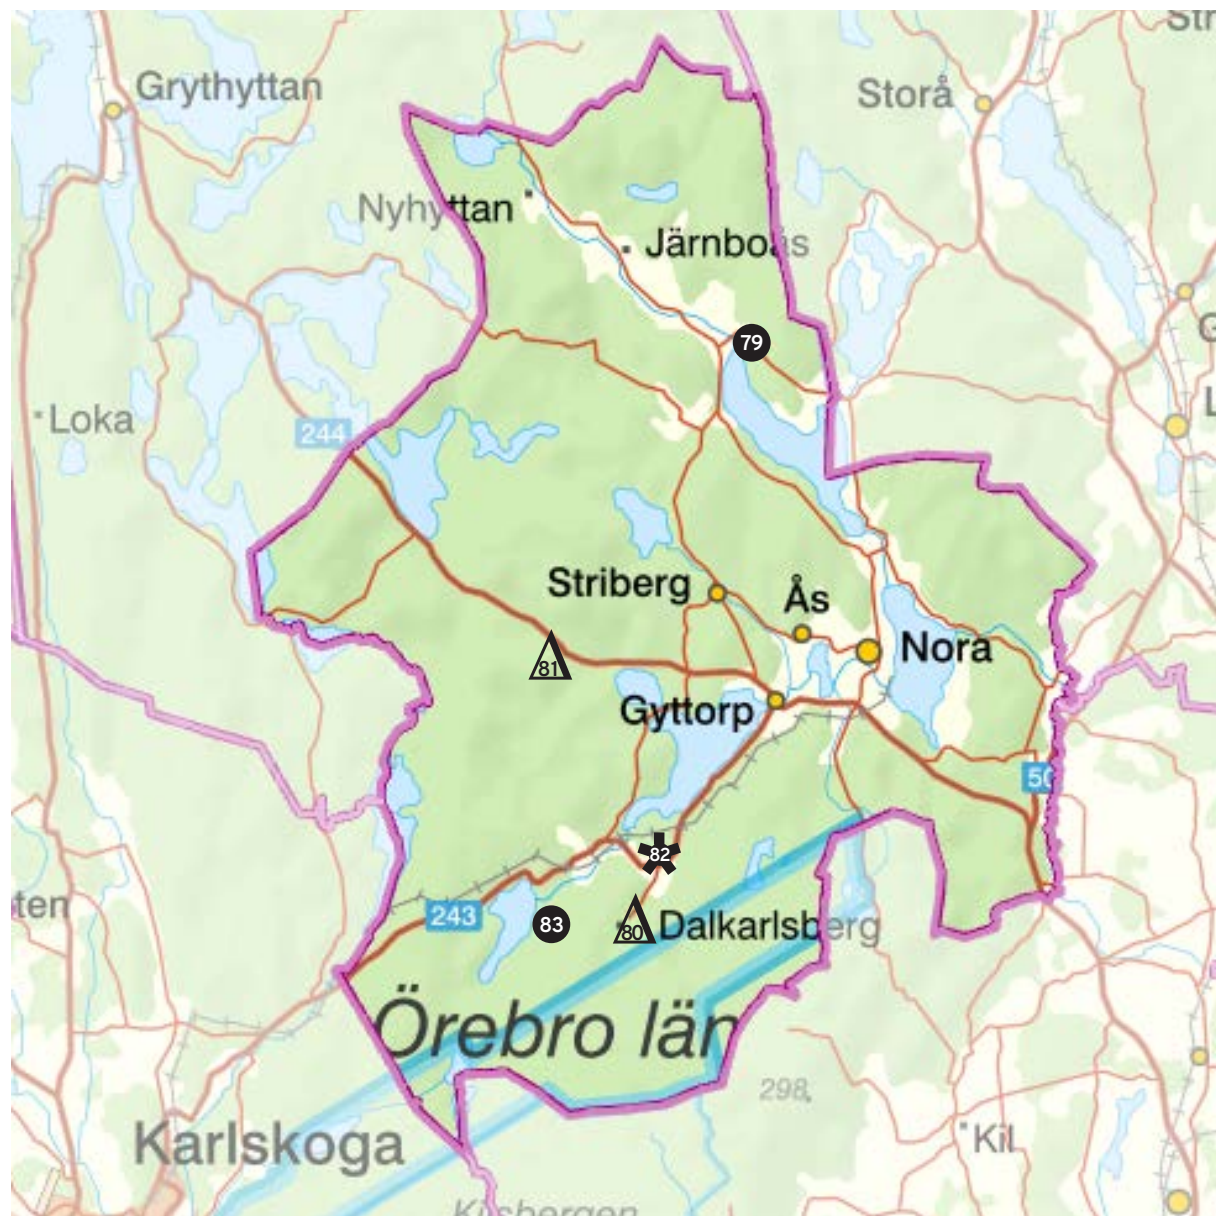 Grythyttan
Storå
Nyhyttan
Järnboås
79
Loka
244
Striberg
Ås
Nora
81
Gyttorp
50
82
243
83
80
Dalkarlsberg
Örebro län
298
Karlskoga
Kil